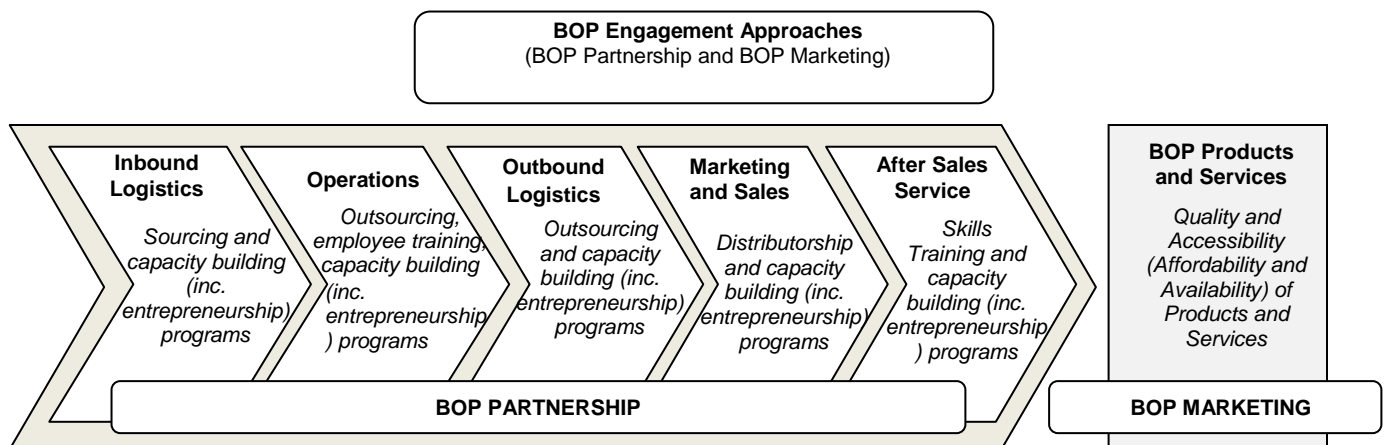 BOP Engagement Approaches
(BOP Partnership and BOP Marketing)
Inbound
Logistics
Sourcing and
capacity building
(inc.
entrepreneurship)
programs
Operations
Outsourcing,
employee training,
capacity building
(inc.
entrepreneurship
) programs
Outbound
Logistics
Outsourcing
and capacity
building (inc.
entrepreneurship)
programs
Marketing
and Sales
Distributorship
and capacity
building (inc.
entrepreneurship)
programs
After Sales
Service
Skills
Training and
capacity
building (inc.
entrepreneurship
) programs
BOP Products
and Services
Quality and
Accessibility
(Affordability and
Availability) of
Products and
Services
BOP PARTNERSHIP
BOP MARKETING